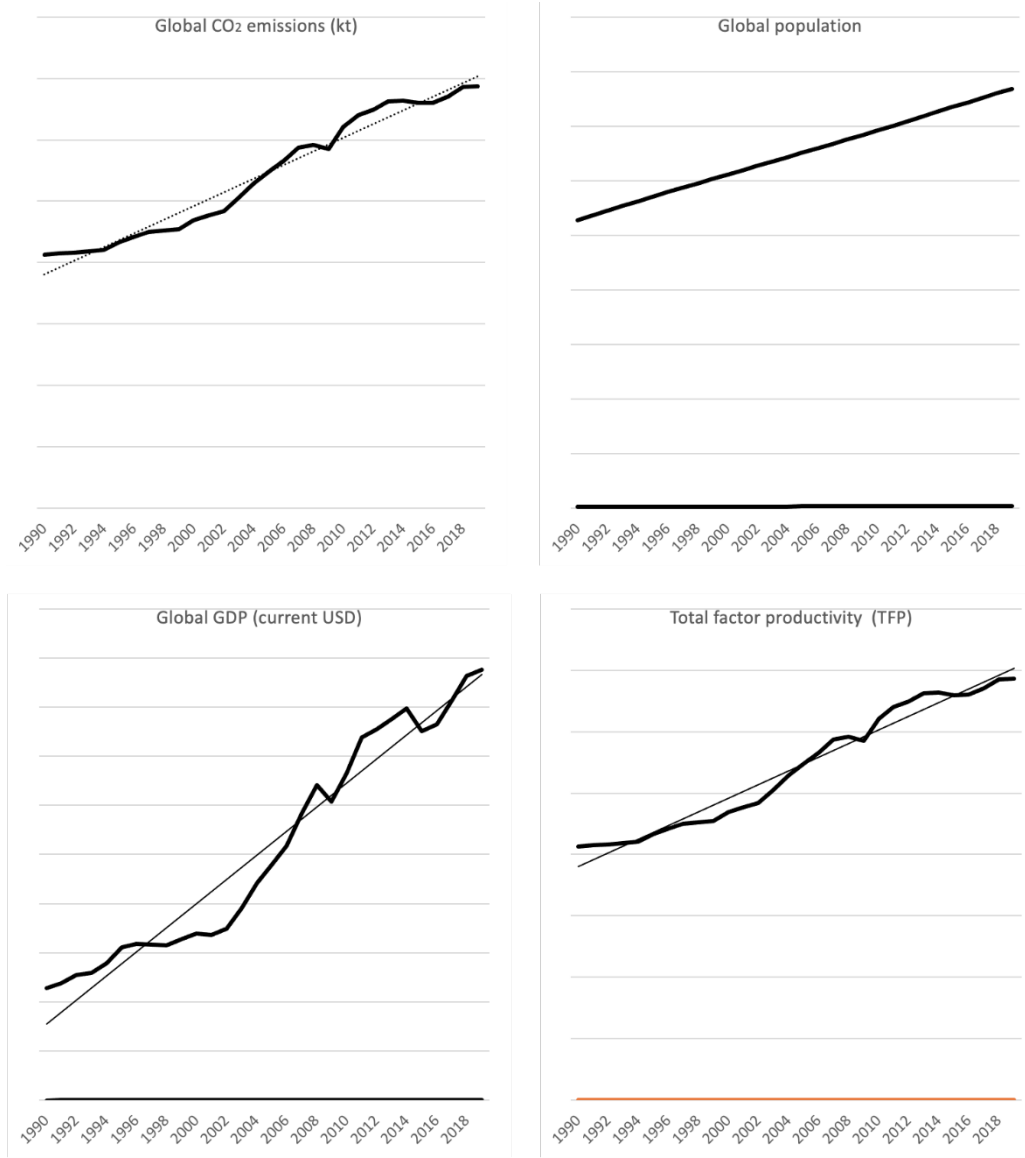 Global CO₂ emissions (kt)
1990 1992 1994 1996 1998 2000 2002 2004 2006 2008 2010 2012 2014 2016 2018
Global population
1990 1992 1994 1996 1998 2000 2002 2004 2006 2008 2010 2012 2014 2016 2018
Global GDP (current USD)
1990 1992 1994 1996 1998 2000 2002 2004 2006 2008 2010 2012 2014 2016 2018
Total factor productivity (TFP)
1990 1992 1994 1996 1998 2000 2002 2004 2006 2008 2010 2012 2014 2016 2018